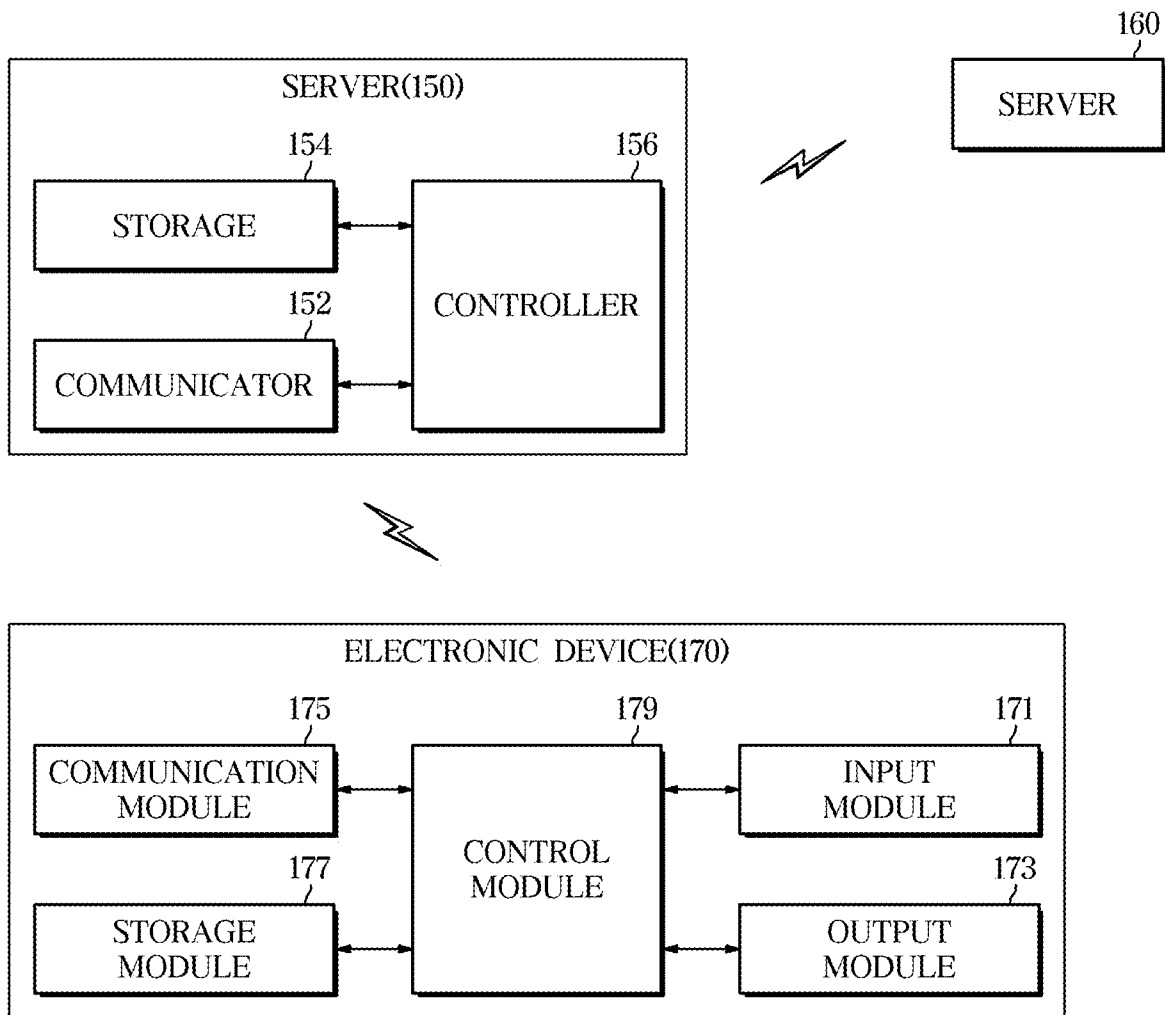 160
SERVER
SERVER(150)
154
156
STORAGE
CONTROLLER
152
COMMUNICATOR
ELECTRONIC DEVICE(170)
175
179
171
COMMUNICATION
MODULE
CONTROL
MODULE
INPUT
MODULE
177
173
STORAGE
MODULE
OUTPUT
MODULE